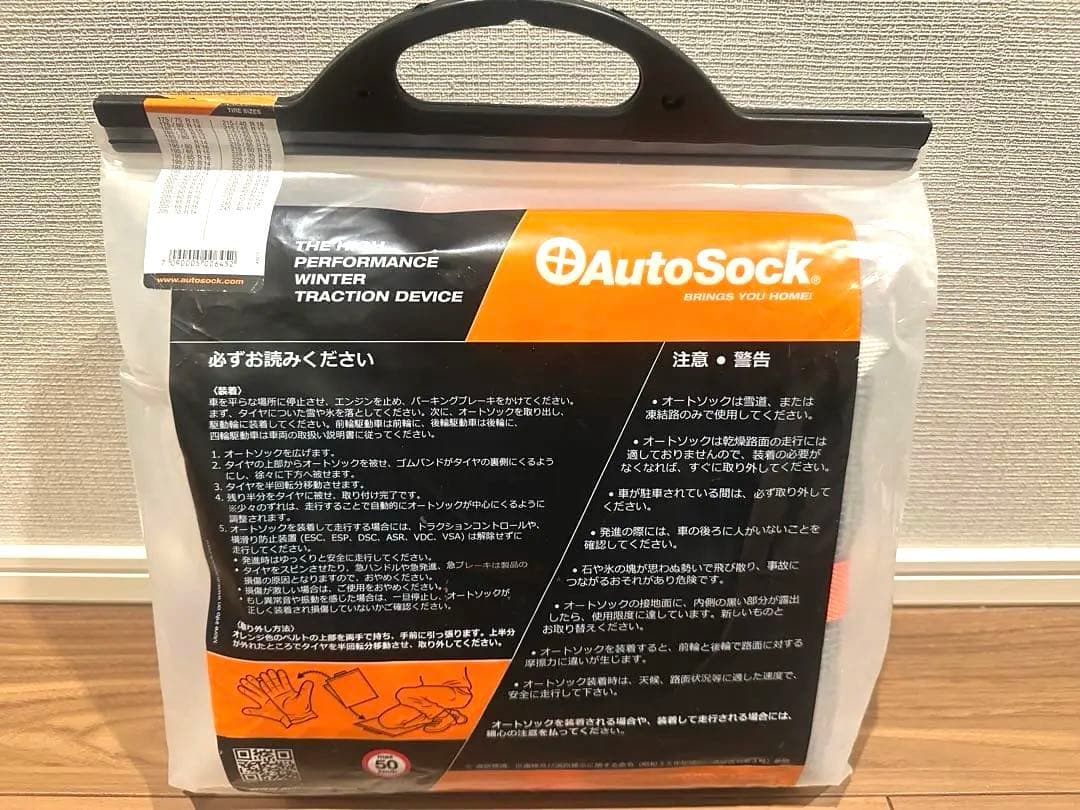 TIRE SIZES
175 / 75 R 15
215 / 40 R 18
7 090005 006452
www.autosock.com
THE HIGH
PERFORMANCE
WINTER
TRACTION DEVICE
AutoSock®
BRINGS YOU HOME!
必ずお読みください
〈装着〉
車を平らな場所に停止させ、エンジンを止め、パーキングブレーキをかけてください。
まず、タイヤについた雪や氷を落としてください。次に、オートソックを取り出し、
駆動輪に装着してください。前輪駆動車は前輪に、後輪駆動車は後輪に、
四輪駆動車は車両の取扱い説明書に従ってください。
1. オートソックを広げます。
2. タイヤの上部からオートソックを被せ、ゴムバンドがタイヤの裏側にくるよう
にし、徐々に下方へ被せます。
3. タイヤを半回転分移動させます。
4. 残り半分をタイヤに被せ、取り付け完了です。
※少々のずれは、走行することで自動的にオートソックが中心にくるように
調整されます。
5. オートソックを装着して走行する場合には、トラクションコントロールや、
横滑り防止装置 (ESC, ESP, DSC, ASR, VDC, VSA) は解除せずに
走行してください。
• 発進時はゆっくりと安全に走行してください。
• タイヤをスピンさせたり、急ハンドルや急発進、急ブレーキは製品の
損傷の原因となりますので、おやめください。
• 損傷が激しい場合は、ご使用をおやめください。
• もし異常音や振動を感じた場合は、一旦停止し、オートソックが
正しく装着され損傷していないかご確認ください。
〈取り外し方法〉
オレンジ色のベルトの上部を両手で持ち、手前に引っ張ります。上半分
が外れたところでタイヤを半回転分移動させ、取り外してください。
max
50
注意 • 警告
• オートソックは雪道、または
凍結路のみで使用してください。
• オートソックは乾燥路面の走行には
適しておりませんので、装着の必要が
なくなれば、すぐに取り外してください。
• 車が駐車されている間は、必ず取り外して
ください。
• 発進の際には、車の後ろに人がいないことを
確認してください。
• 石や氷の塊が思わぬ勢いで飛び散り、事故に
つながるおそれがあり危険です。
• オートソックの接地面に、内側の黒い部分が露出
したら、使用限度に達しています。新しいものと
お取り替えください。
• オートソックを装着すると、前輪と後輪で路面に対する
摩擦力に違いが生じます。
• オートソック装着時は、天候、路面状況等に適した速度で、
安全に走行して下さい。
オートソックを装着される場合や、装着して走行される場合には、
細心の注意を払ってください。